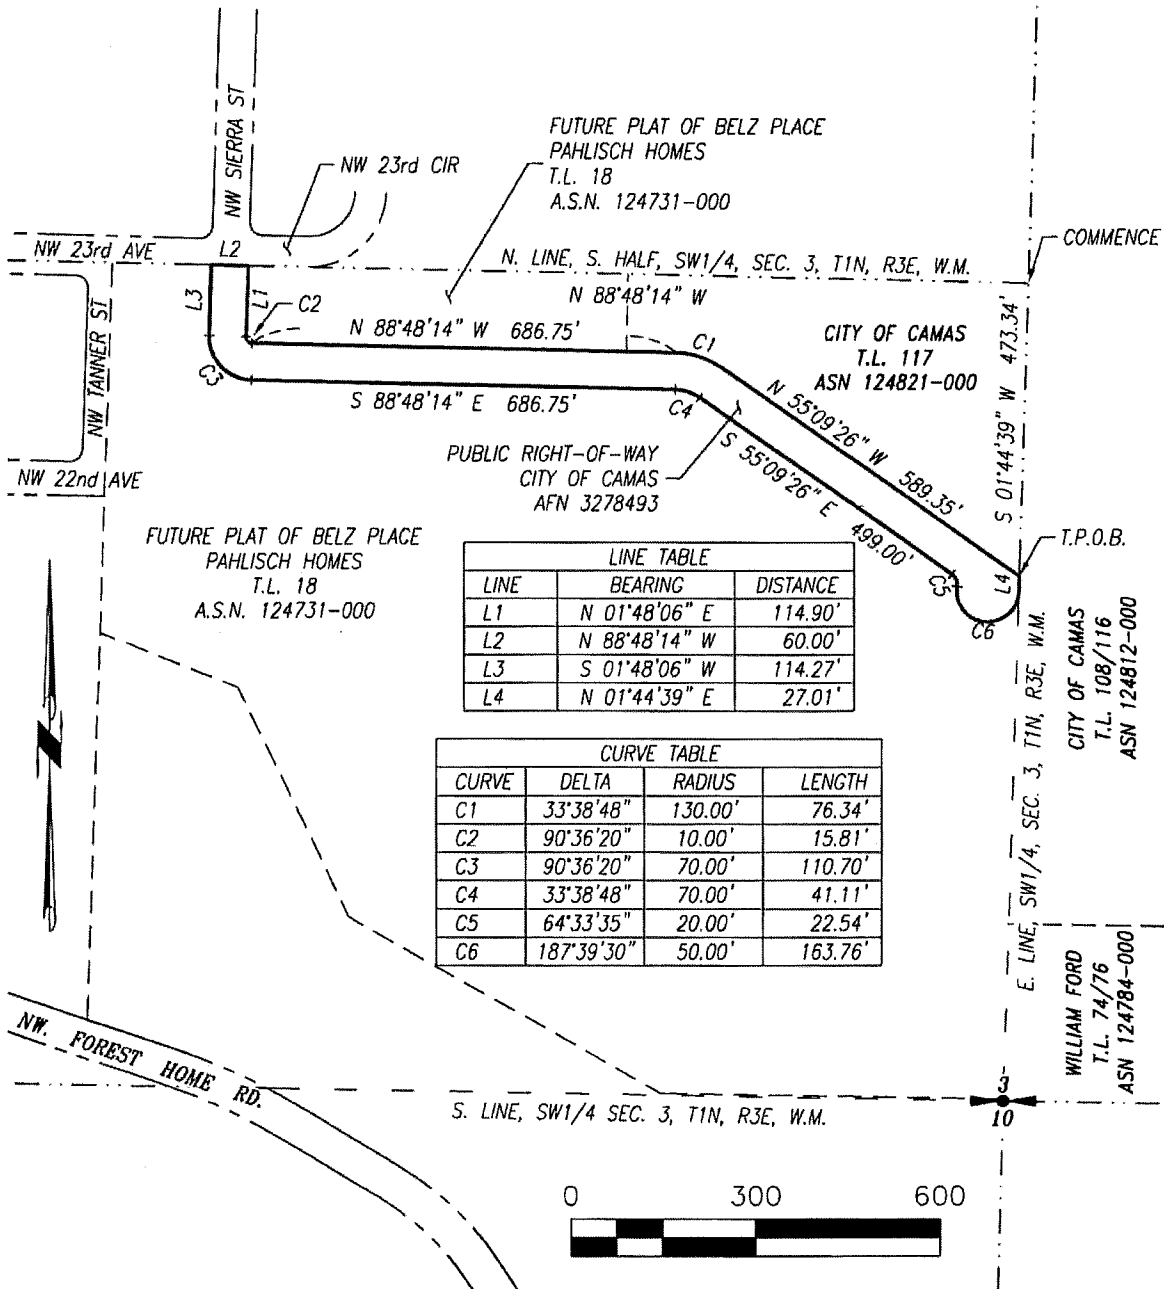 NW SIERRA ST
NW 23rd CIR
FUTURE PLAT OF BELZ PLACE
PAHLISCH HOMES
T.L. 18
A.S.N. 124731-000
COMMENCE
NW 23rd AVE
L2
N. LINE, S. HALF, SW1/4, SEC. 3, T1N, R3E, W.M.
N 88°48'14" W
L3
L1
C2
N 88°48'14" W 686.75'
C1
CITY OF CAMAS
T.L. 117
ASN 124821-000
S 01°44'39" W 473.34'
NW TANNER ST
C3
S 88°48'14" E 686.75'
C4
N 55°09'26" W 589.35'
S 55°09'26" E 499.00'
PUBLIC RIGHT-OF-WAY
CITY OF CAMAS
AFN 3278493
NW 22nd AVE
FUTURE PLAT OF BELZ PLACE
PAHLISCH HOMES
T.L. 18
A.S.N. 124731-000
T.P.O.B.
C5
L4
C6
LINE TABLE
LINE BEARING DISTANCE
L1 N 01°48'06" E 114.90'
L2 N 88°48'14" W 60.00'
L3 S 01°48'06" W 114.27'
L4 N 01°44'39" E 27.01'
CITY OF CAMAS
T.L. 108/116
ASN 124812-000
E. LINE, SW1/4, SEC. 3, T1N, R3E, W.M.
CURVE TABLE
CURVE DELTA RADIUS LENGTH
C1 33°38'48" 130.00' 76.34'
C2 90°36'20" 10.00' 15.81'
C3 90°36'20" 70.00' 110.70'
C4 33°38'48" 70.00' 41.11'
C5 64°33'35" 20.00' 22.54'
C6 187°39'30" 50.00' 163.76'
WILLIAM FORD
T.L. 74/76
ASN 124784-000
NW. FOREST HOME RD.
S. LINE, SW1/4 SEC. 3, T1N, R3E, W.M.
3
10
0 300 600